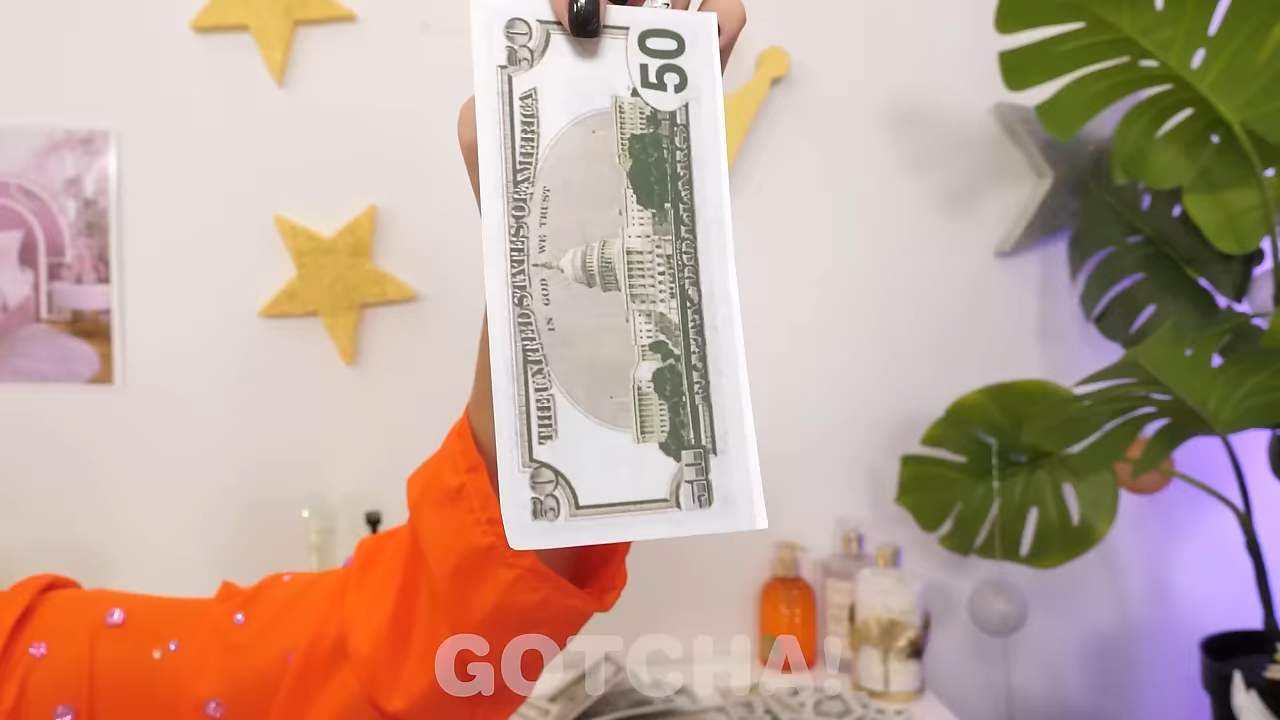 50
50
THE UNITED STATES OF AMERICA
IN GOD WE TRUST
50
GOTCHA!